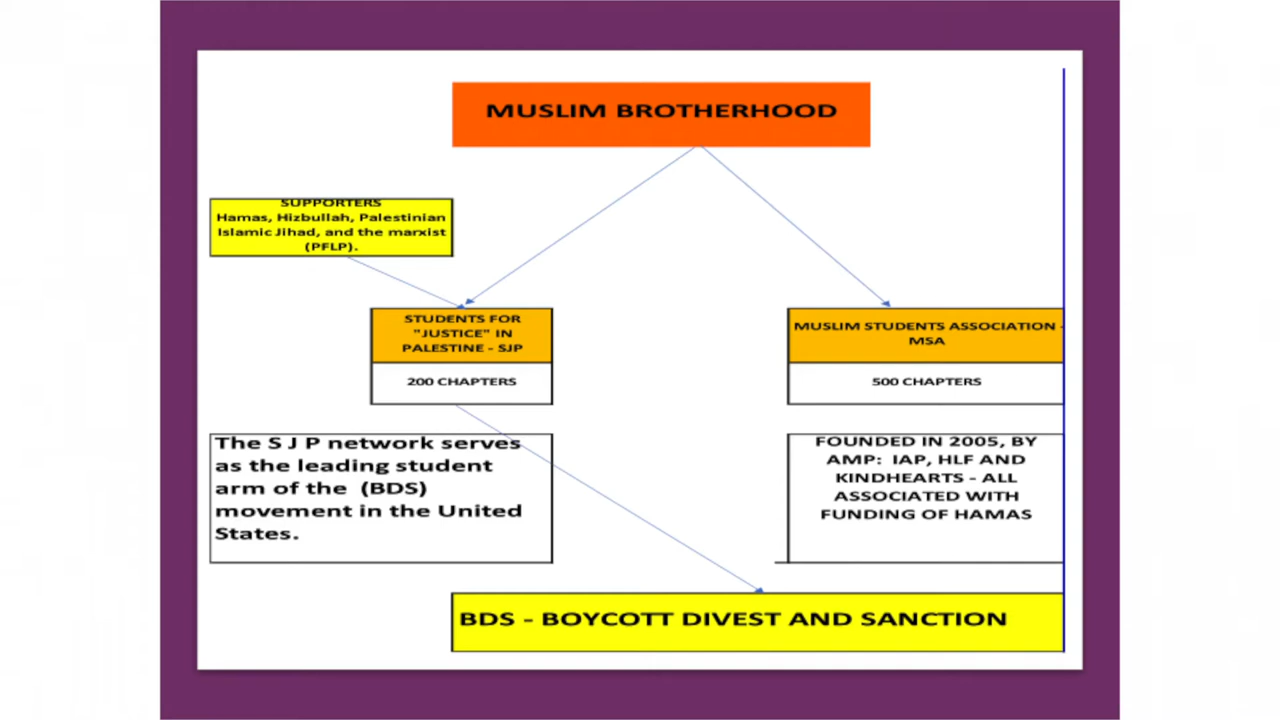 MUSLIM BROTHERHOOD
SUPPORTERS
Hamas, Hizbullah, Palestinian
Islamic Jihad, and the marxist
(PFLP).
STUDENTS FOR
"JUSTICE" IN
PALESTINE - SJP
200 CHAPTERS
MUSLIM STUDENTS ASSOCIATION -
MSA
500 CHAPTERS
The S J P network serves
as the leading student
arm of the (BDS)
movement in the United
States.
FOUNDED IN 2005, BY
AMP: IAP, HLF AND
KINDHEARTS - ALL
ASSOCIATED WITH
FUNDING OF HAMAS
BDS - BOYCOTT DIVEST AND SANCTION